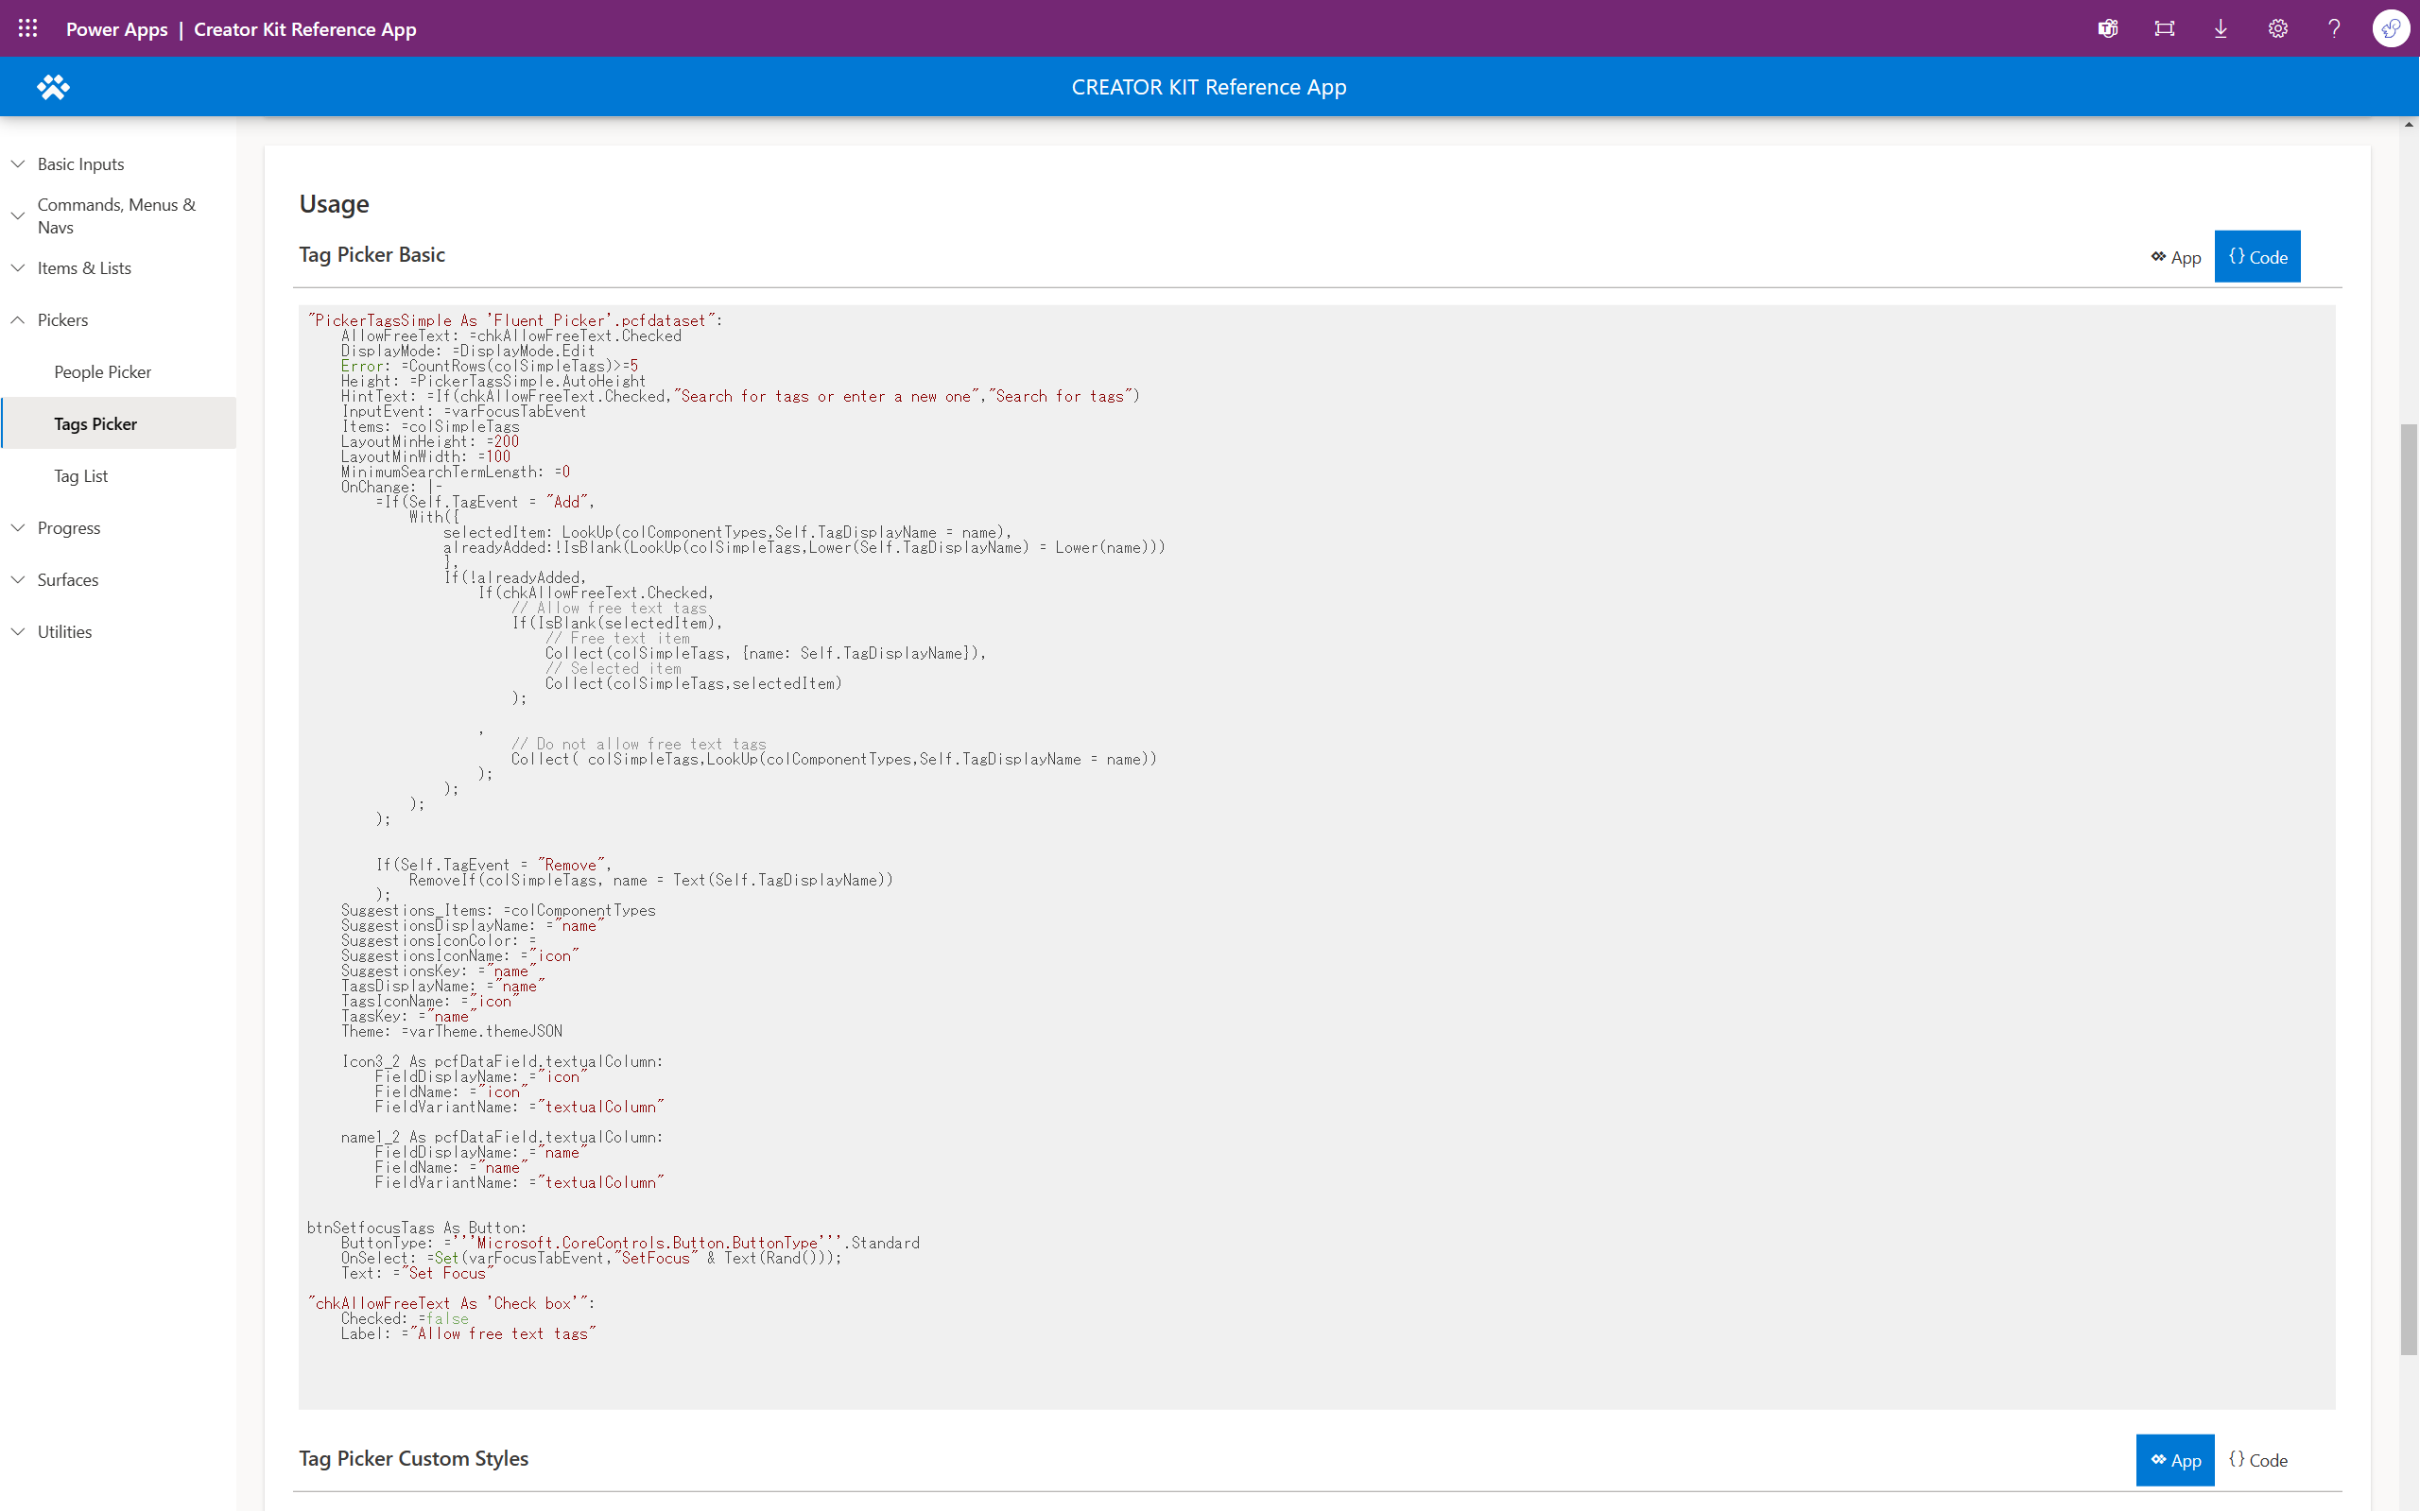 Power Apps | Creator Kit Reference App
CREATOR KIT Reference App
Basic Inputs
Commands, Menus &
Navs
Items & Lists
Pickers
People Picker
Tags Picker
Tag List
Progress
Surfaces
Utilities
Usage
Tag Picker Basic
App
{} Code
"PickerTagsSimple As 'Fluent Picker'.pcfdataset":
    AllowFreeText: =chkAllowFreeText.Checked
    DisplayMode: =DisplayMode.Edit
    Error: =CountRows(colSimpleTags)>=5
    Height: =PickerTagsSimple.AutoHeight
    HintText: =If(chkAllowFreeText.Checked,"Search for tags or enter a new one","Search for tags")
    InputEvent: =varFocusTabEvent
    Items: =colSimpleTags
    LayoutMinHeight: =200
    LayoutMinWidth: =100
    MinimumSearchTermLength: =0
    OnChange: |-
        =If(Self.TagEvent = "Add",
            With({
                selectedItem: LookUp(colComponentTypes,Self.TagDisplayName = name),
                alreadyAdded:!IsBlank(LookUp(colSimpleTags,Lower(Self.TagDisplayName) = Lower(name)))
                },
                If(!alreadyAdded,
                    If(chkAllowFreeText.Checked,
                        // Allow free text tags
                        If(IsBlank(selectedItem),
                            // Free text item
                            Collect(colSimpleTags, {name: Self.TagDisplayName}),
                            // Selected item
                            Collect(colSimpleTags,selectedItem)
                        );
                    ,
                        // Do not allow free text tags
                        Collect( colSimpleTags,LookUp(colComponentTypes,Self.TagDisplayName = name))
                    );
                );
            );
        );
        If(Self.TagEvent = "Remove",
            RemoveIf(colSimpleTags, name = Text(Self.TagDisplayName))
        );
    Suggestions_Items: =colComponentTypes
    SuggestionsDisplayName: ="name"
    SuggestionsIconColor: =
    SuggestionsIconName: ="icon"
    SuggestionsKey: ="name"
    TagsDisplayName: ="name"
    TagsIconName: ="icon"
    TagsKey: ="name"
    Theme: =varTheme.themeJSON
    Icon3_2 As pcfDataField.textualColumn:
        FieldDisplayName: ="icon"
        FieldName: ="icon"
        FieldVariantName: ="textualColumn"
    name1_2 As pcfDataField.textualColumn:
        FieldDisplayName: ="name"
        FieldName: ="name"
        FieldVariantName: ="textualColumn"
btnSetfocusTags As Button:
    ButtonType: ='''Microsoft.CoreControls.Button.ButtonType'''.Standard
    OnSelect: =Set(varFocusTabEvent,"SetFocus" & Text(Rand()));
    Text: ="Set Focus"
"chkAllowFreeText As 'Check box'":
    Checked: =false
    Label: ="Allow free text tags"
Tag Picker Custom Styles
App
{} Code